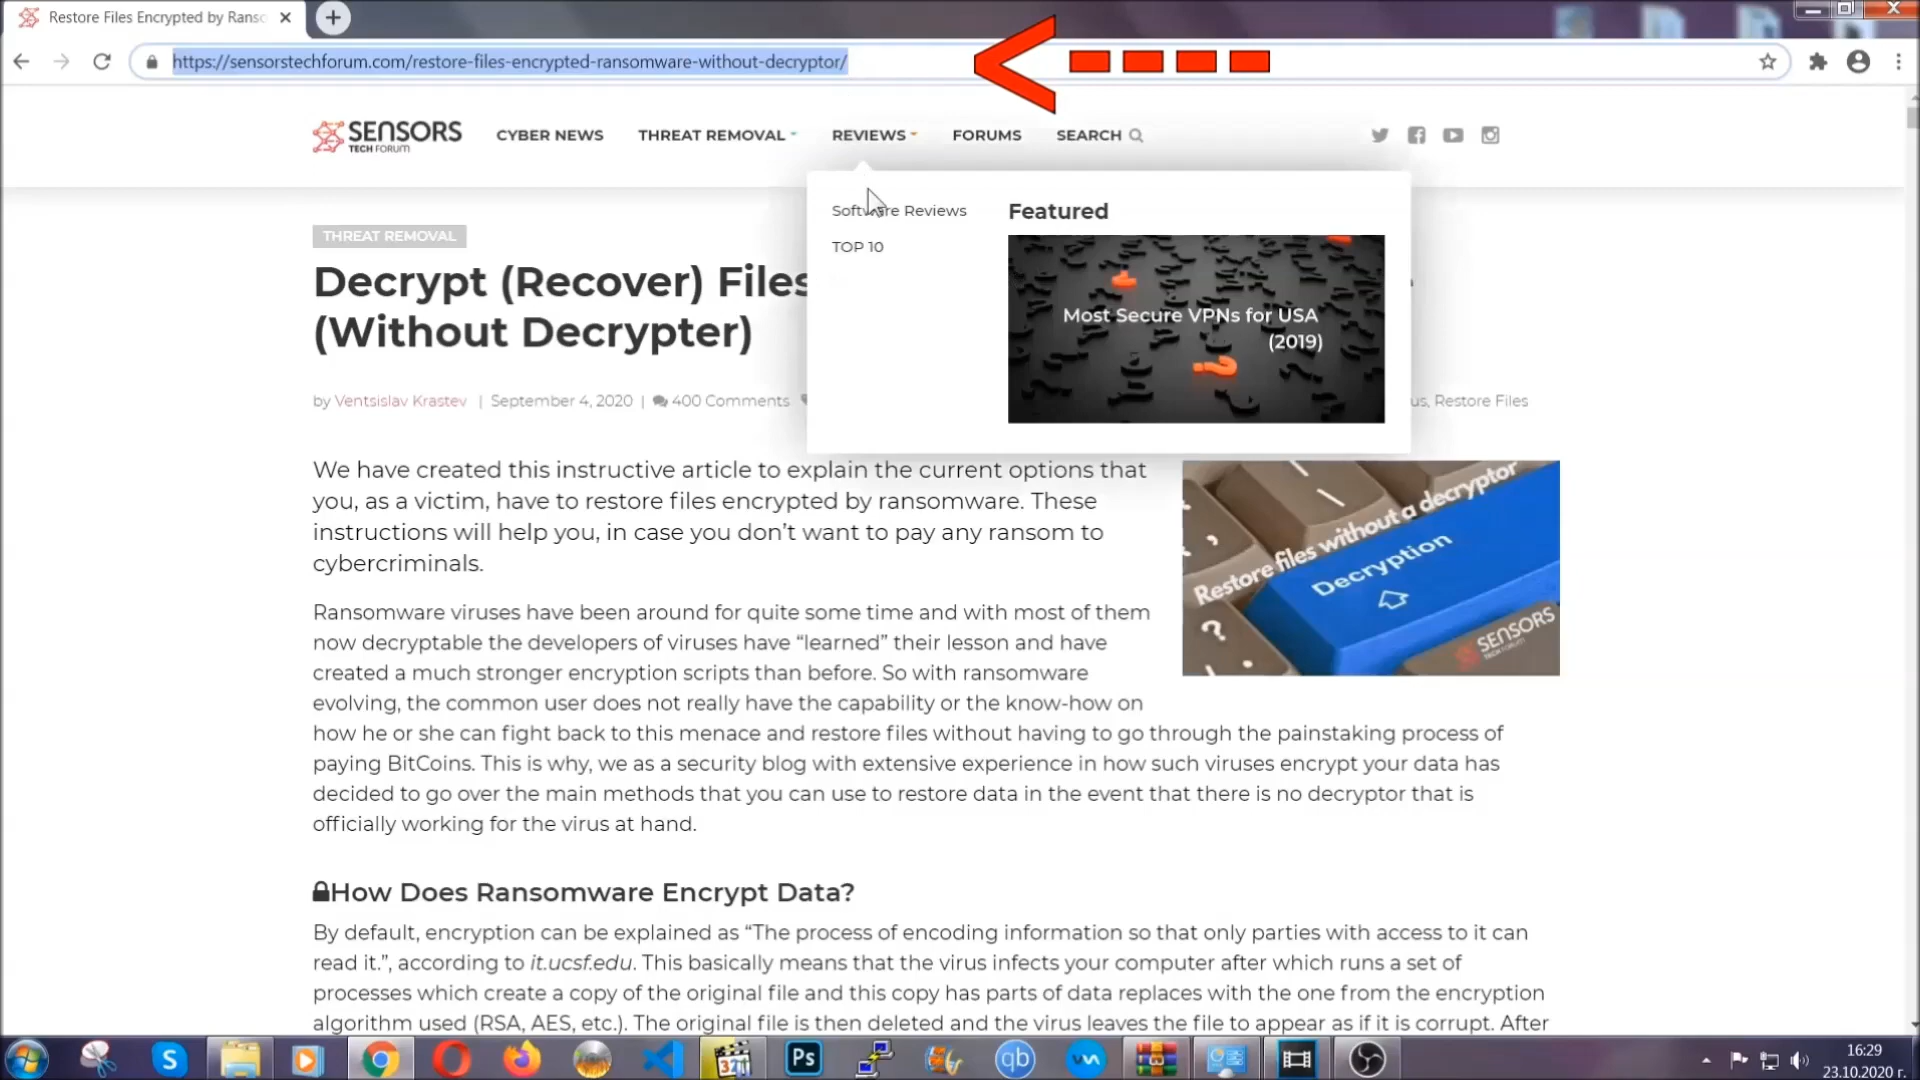 Restore Files Encrypted by Ranso
https://sensorstechforum.com/restore-files-encrypted-ransomware-without-decryptor/
SENSORS
TECH FORUM
CYBER NEWS
THREAT REMOVAL
REVIEWS
FORUMS
SEARCH
Software Reviews
TOP 10
Featured
Most Secure VPNs for USA
(2019)
THREAT REMOVAL
Decrypt (Recover) Files
(Without Decrypter)
by Ventsislav Krastev | September 4, 2020 | 400 Comments
us, Restore Files
We have created this instructive article to explain the current options that
you, as a victim, have to restore files encrypted by ransomware. These
instructions will help you, in case you don’t want to pay any ransom to
cybercriminals.
Restore files without a decryptor
Decryption
SENSORS
TECH FORUM
Ransomware viruses have been around for quite some time and with most of them
now decryptable the developers of viruses have “learned” their lesson and have
created a much stronger encryption scripts than before. So with ransomware
evolving, the common user does not really have the capability or the know-how on
how he or she can fight back to this menace and restore files without having to go through the painstaking process of
paying BitCoins. This is why, we as a security blog with extensive experience in how such viruses encrypt your data has
decided to go over the main methods that you can use to restore data in the event that there is no decryptor that is
officially working for the virus at hand.
How Does Ransomware Encrypt Data?
By default, encryption can be explained as “The process of encoding information so that only parties with access to it can
read it.”, according to it.ucsf.edu. This basically means that the virus infects your computer after which runs a set of
processes which create a copy of the original file and this copy has parts of data replaces with the one from the encryption
algorithm used (RSA, AES, etc.). The original file is then deleted and the virus leaves the file to appear as if it is corrupt. After
S
321
Ps
qb
16:29
23.10.2020 г.